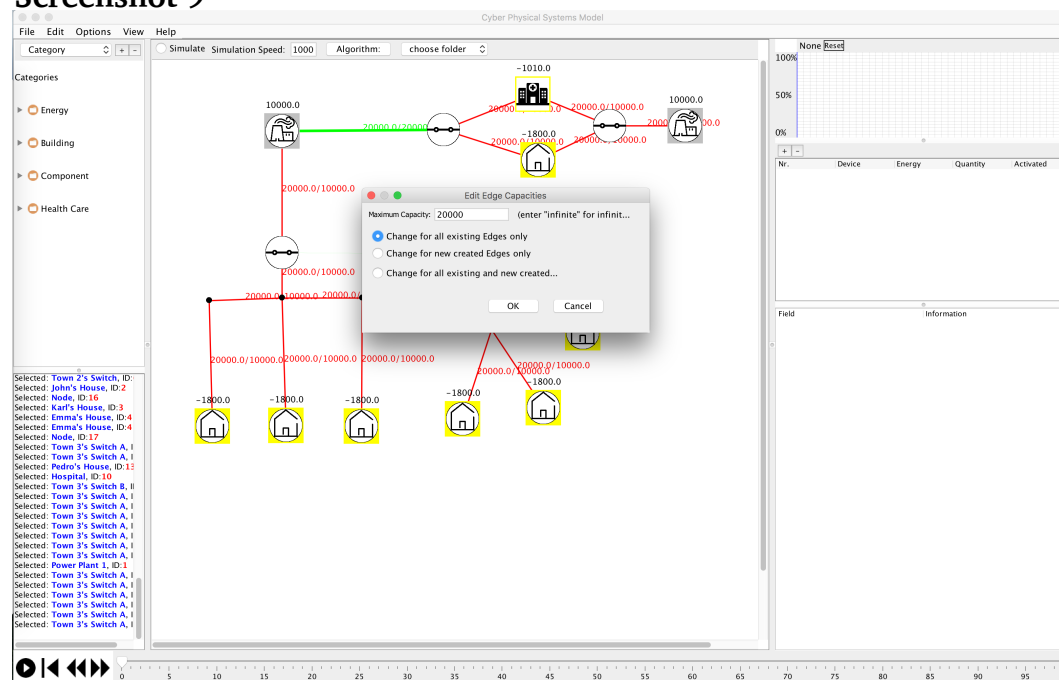 Screenshot 9
Cyber Physical Systems Model
File Edit Options View Help
Category + -
Simulate Simulation Speed: 1000 Algorithm: choose folder
None Reset
100%
50%
0%
Categories
Energy
Building
Component
Health Care
-1010.0
10000.0
10000.0
20000.0/20000
20000.0/10000.0
-1800.0
20000.0/10000.0
20000.0/10000.0
20000.0/10000.0
20000.0/10000.0
20000.0/10000.0
20000.0/10000.0
20000.0/10000.0
20000.0/10000.0
20000.0/10000.0
-1800.0
-1800.0
-1800.0
-1800.0
-1800.0
Edit Edge Capacities
Maximum Capacity: 20000 (enter "infinite" for infinit...
Change for all existing Edges only
Change for new created Edges only
Change for all existing and new created...
OK Cancel
+ -
Nr. Device Energy Quantity Activated
Field Information
Selected: Town 2's Switch, ID:
Selected: John's House, ID:2
Selected: Node, ID:16
Selected: Karl's House, ID:3
Selected: Emma's House, ID:4
Selected: Emma's House, ID:4
Selected: Node, ID:17
Selected: Town 3's Switch A, I
Selected: Town 3's Switch A, I
Selected: Pedro's House, ID:13
Selected: Hospital, ID:10
Selected: Town 3's Switch B, I
Selected: Town 3's Switch A, I
Selected: Town 3's Switch A, I
Selected: Town 3's Switch A, I
Selected: Town 3's Switch A, I
Selected: Town 3's Switch A, I
Selected: Town 3's Switch A, I
Selected: Town 3's Switch A, I
Selected: Power Plant 1, ID:1
Selected: Town 3's Switch A, I
Selected: Town 3's Switch A, I
Selected: Town 3's Switch A, I
Selected: Town 3's Switch A, I
Selected: Town 3's Switch A, I
Selected: Town 3's Switch A, I
0 5 10 15 20 25 30 35 40 45 50 55 60 65 70 75 80 85 90 95